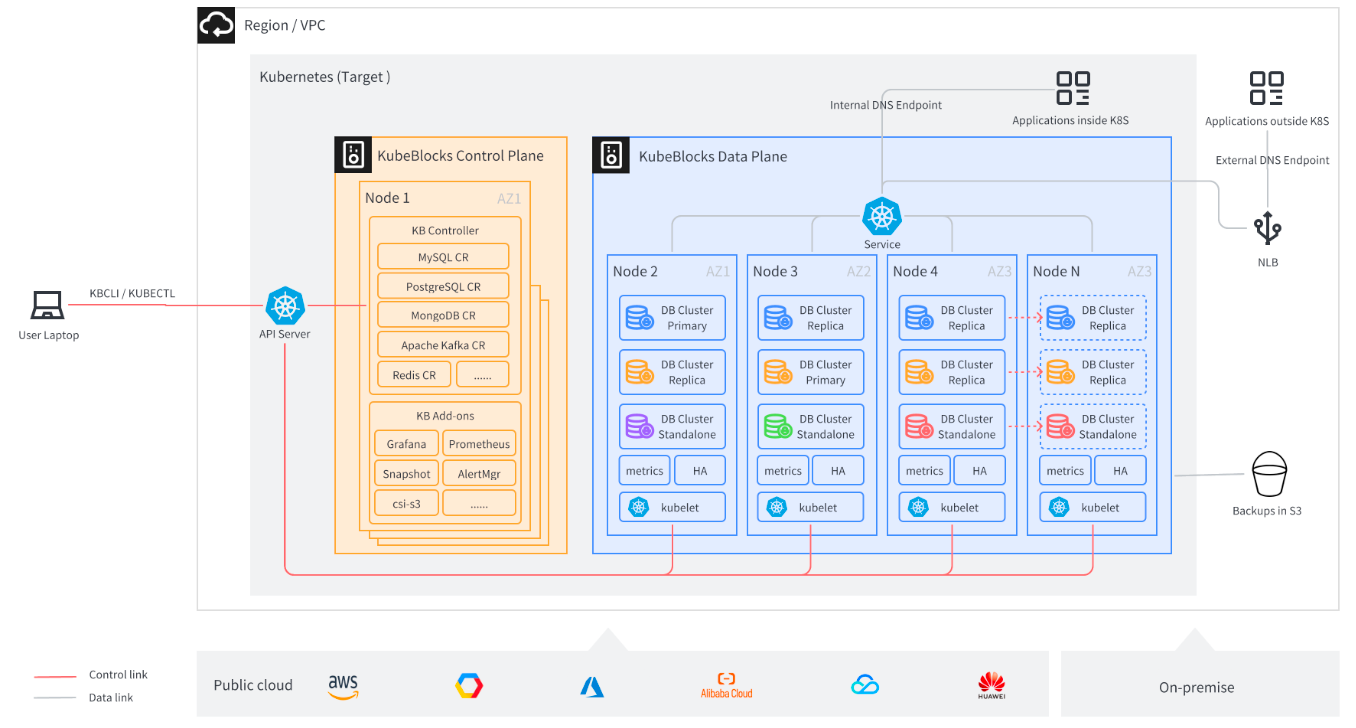 Region / VPC
Kubernetes (Target )
Internal DNS Endpoint
Applications inside K8S
Applications outside K8S
External DNS Endpoint
NLB
KubeBlocks Control Plane
Node 1
AZ1
KB Controller
MySQL CR
PostgreSQL CR
MongoDB CR
Apache Kafka CR
Redis CR
......
KB Add-ons
Grafana
Prometheus
Snapshot
AlertMgr
csi-s3
......
KBCLI / KUBECTL
User Laptop
API Server
KubeBlocks Data Plane
Service
Node 2
AZ1
DB Cluster
Primary
DB Cluster
Replica
DB Cluster
Standalone
metrics
HA
kubelet
Node 3
AZ2
DB Cluster
Replica
DB Cluster
Primary
DB Cluster
Standalone
metrics
HA
kubelet
Node 4
AZ3
DB Cluster
Replica
DB Cluster
Replica
DB Cluster
Standalone
metrics
HA
kubelet
Node N
AZ3
DB Cluster
Replica
DB Cluster
Replica
DB Cluster
Standalone
metrics
HA
kubelet
Backups in S3
Control link
Data link
Public cloud
aws
Alibaba Cloud
HUAWEI
On-premise